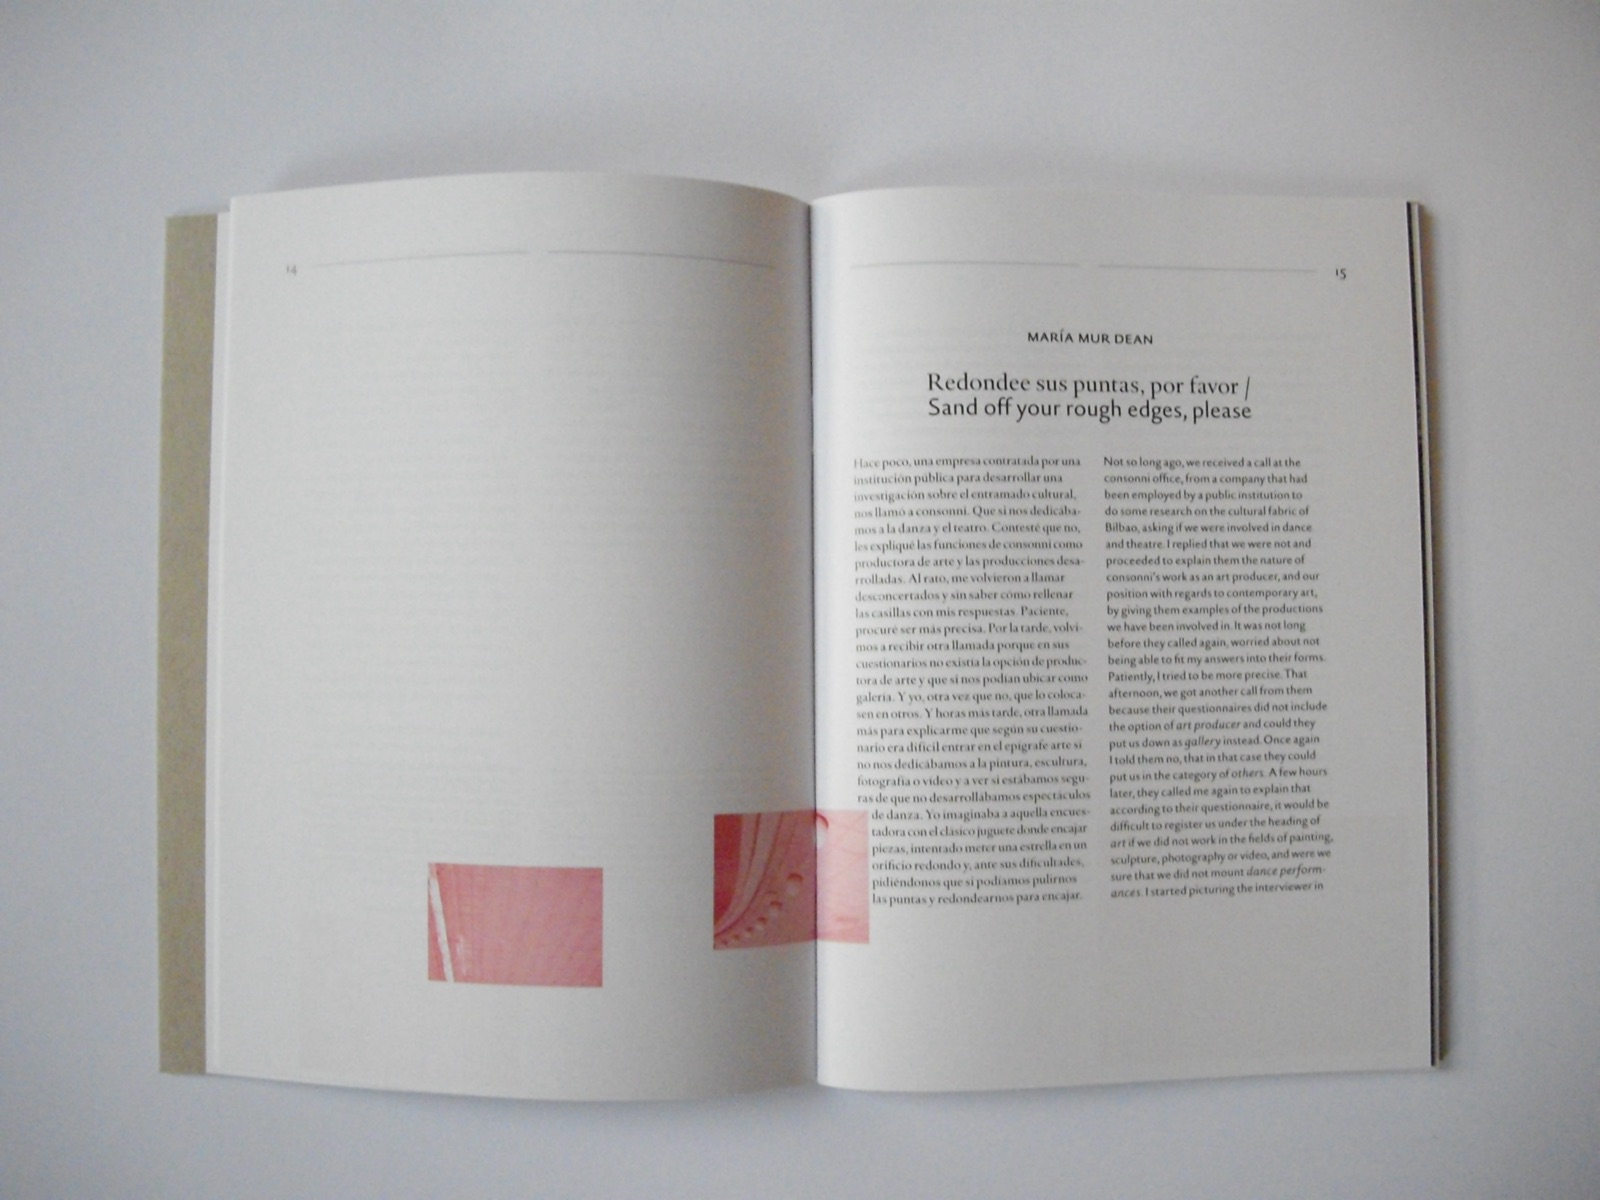 14
15
MARÍA MUR DEAN
Redondee sus puntas, por favor /
Sand off your rough edges, please
Hace poco, una empresa contratada por una
institución pública para desarrollar una
investigación sobre el entramado cultural,
nos llamó a consonni. Que si nos dedicába-
mos a la danza y el teatro. Contesté que no,
les expliqué las funciones de consonni como
productora de arte y las producciones desa-
rrolladas. Al rato, me volvieron a llamar
desconcertados y sin saber cómo rellenar
las casillas con mis respuestas. Paciente,
procuré ser más precisa. Por la tarde, volvi-
mos a recibir otra llamada porque en sus
cuestionarios no existía la opción de produc-
tora de arte y que si nos podían ubicar como
galería. Y yo, otra vez que no, que lo coloca-
sen en otros. Y horas más tarde, otra llamada
más para explicarme que según su cuestio-
nario era difícil entrar en el epígrafe arte si
no nos dedicábamos a la pintura, escultura,
fotografía o vídeo y a ver si estábamos segu-
ras de que no desarrollábamos espectáculos
de danza. Yo imaginaba a aquella encues-
tadora con el clásico juguete donde encajar
piezas, intentado meter una estrella en un
orificio redondo y, ante sus dificultades,
pidiéndonos que si podíamos pulirnos
las puntas y redondearnos para encajar.
Not so long ago, we received a call at the
consonni office, from a company that had
been employed by a public institution to
do some research on the cultural fabric of
Bilbao, asking if we were involved in dance
and theatre. I replied that we were not and
proceeded to explain them the nature of
consonni's work as an art producer, and our
position with regards to contemporary art,
by giving them examples of the productions
we have been involved in. It was not long
before they called again, worried about not
being able to fit my answers into their forms.
Patiently, I tried to be more precise. That
afternoon, we got another call from them
because their questionnaires did not include
the option of art producer and could they
put us down as gallery instead. Once again
I told them no, that in that case they could
put us in the category of others. A few hours
later, they called me again to explain that
according to their questionnaire, it would be
difficult to register us under the heading of
art if we did not work in the fields of painting,
sculpture, photography or video, and were we
sure that we did not mount dance perform-
ances. I started picturing the interviewer in